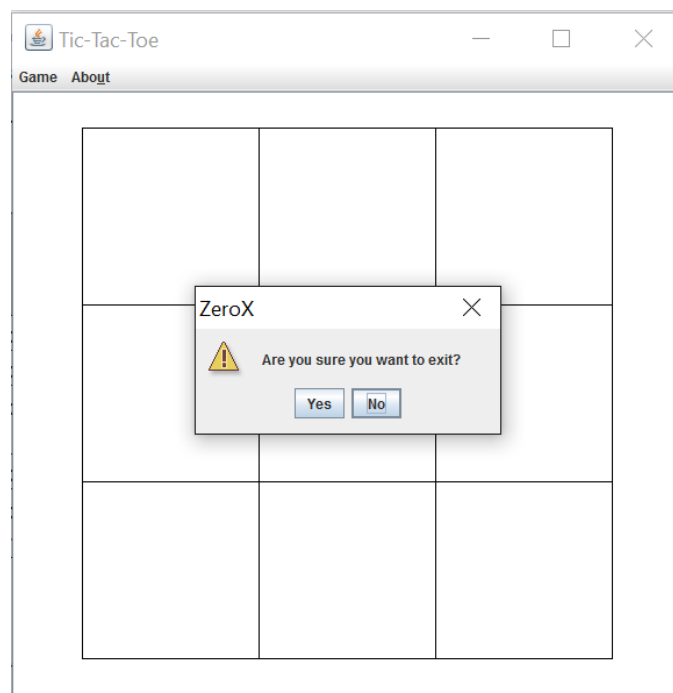 Tic-Tac-Toe
Game About
ZeroX
Are you sure you want to exit?
Yes No